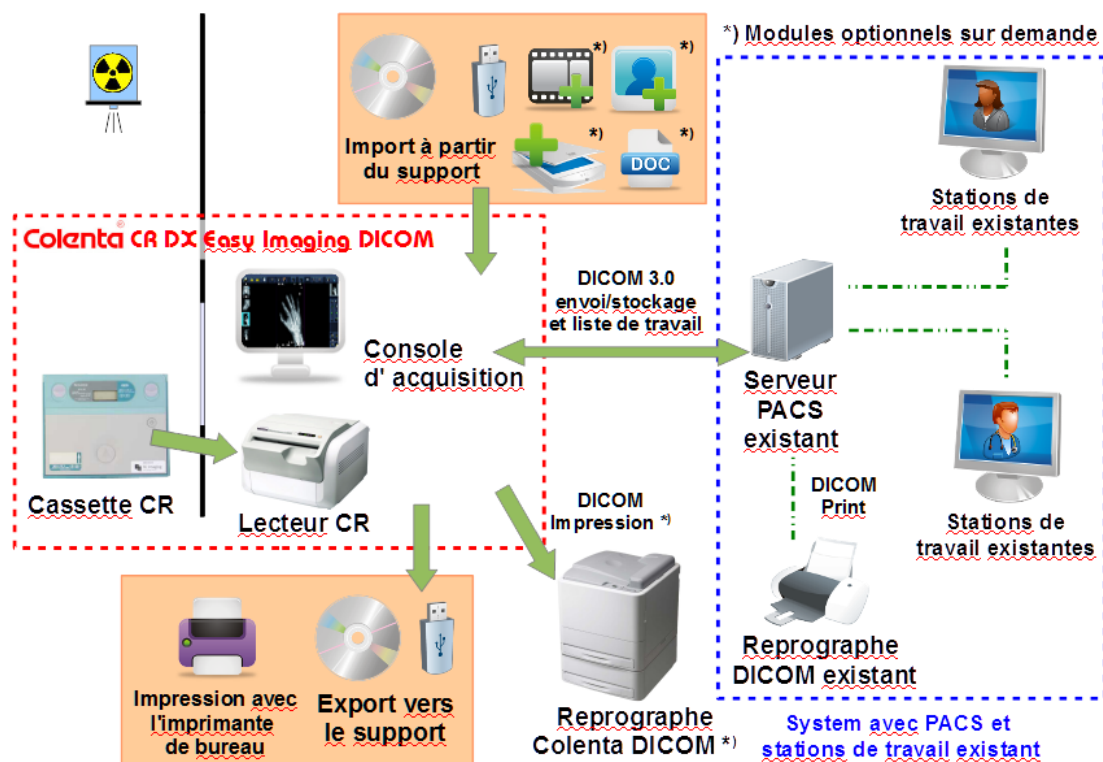 *) Modules optionnels sur demande
*)
*)
Import à partir
du support
*)
*)
DOC
Stations de
travail existantes
Colenta® CR DX Easy Imaging DICOM
DICOM 3.0
envoi/stockage
et liste de travail
Console
d' acquisition
Serveur
PACS
existant
Cassette CR
Lecteur CR
DICOM
Impression *)
DICOM
Print
Stations de
travail existantes
Impression avec
l'imprimante
de bureau
Export vers
le support
Reprographe
Colenta DICOM *)
Reprographe
DICOM existant
System avec PACS et
stations de travail existant